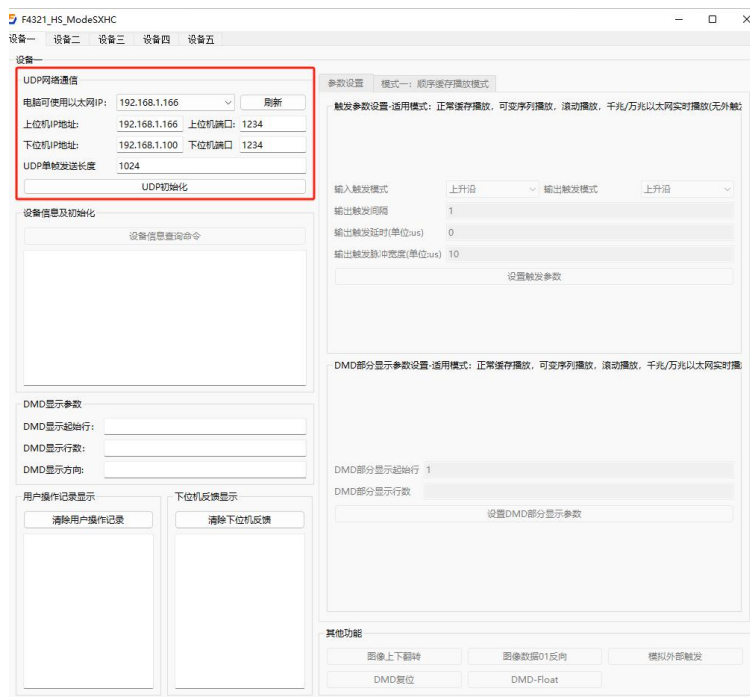 F4321_HS_ModeSXHC
设备一 设备二 设备三 设备四 设备五
设备一
UDP网络通信
电脑可使用以太网IP: 192.168.1.166 刷新
上位机IP地址: 192.168.1.166 上位机端口: 1234
下位机IP地址: 192.168.1.100 下位机端口 1234
UDP单帧发送长度 1024
UDP初始化
设备信息及初始化
设备信息查询命令
DMD显示参数
DMD显示起始行:
DMD显示行数:
DMD显示方向:
用户操作记录显示
清除用户操作记录
下位机反馈显示
清除下位机反馈
参数设置 模式一：顺序缓存播放模式
触发参数设置-适用模式：正常缓存播放，可变序列播放，滚动播放，千兆/万兆以太网实时播放(无外触发
输入触发模式 上升沿 输出触发模式 上升沿
输出触发间隔 1
输出触发延时(单位:us) 0
输出触发脉冲宽度(单位:us) 10
设置触发参数
DMD部分显示参数设置-适用模式：正常缓存播放，可变序列播放，滚动播放，千兆/万兆以太网实时播
DMD部分显示起始行 1
DMD部分显示行数
设置DMD部分显示参数
其他功能
图像上下翻转 图像数据01反向 模拟外部触发
DMD复位 DMD-Float